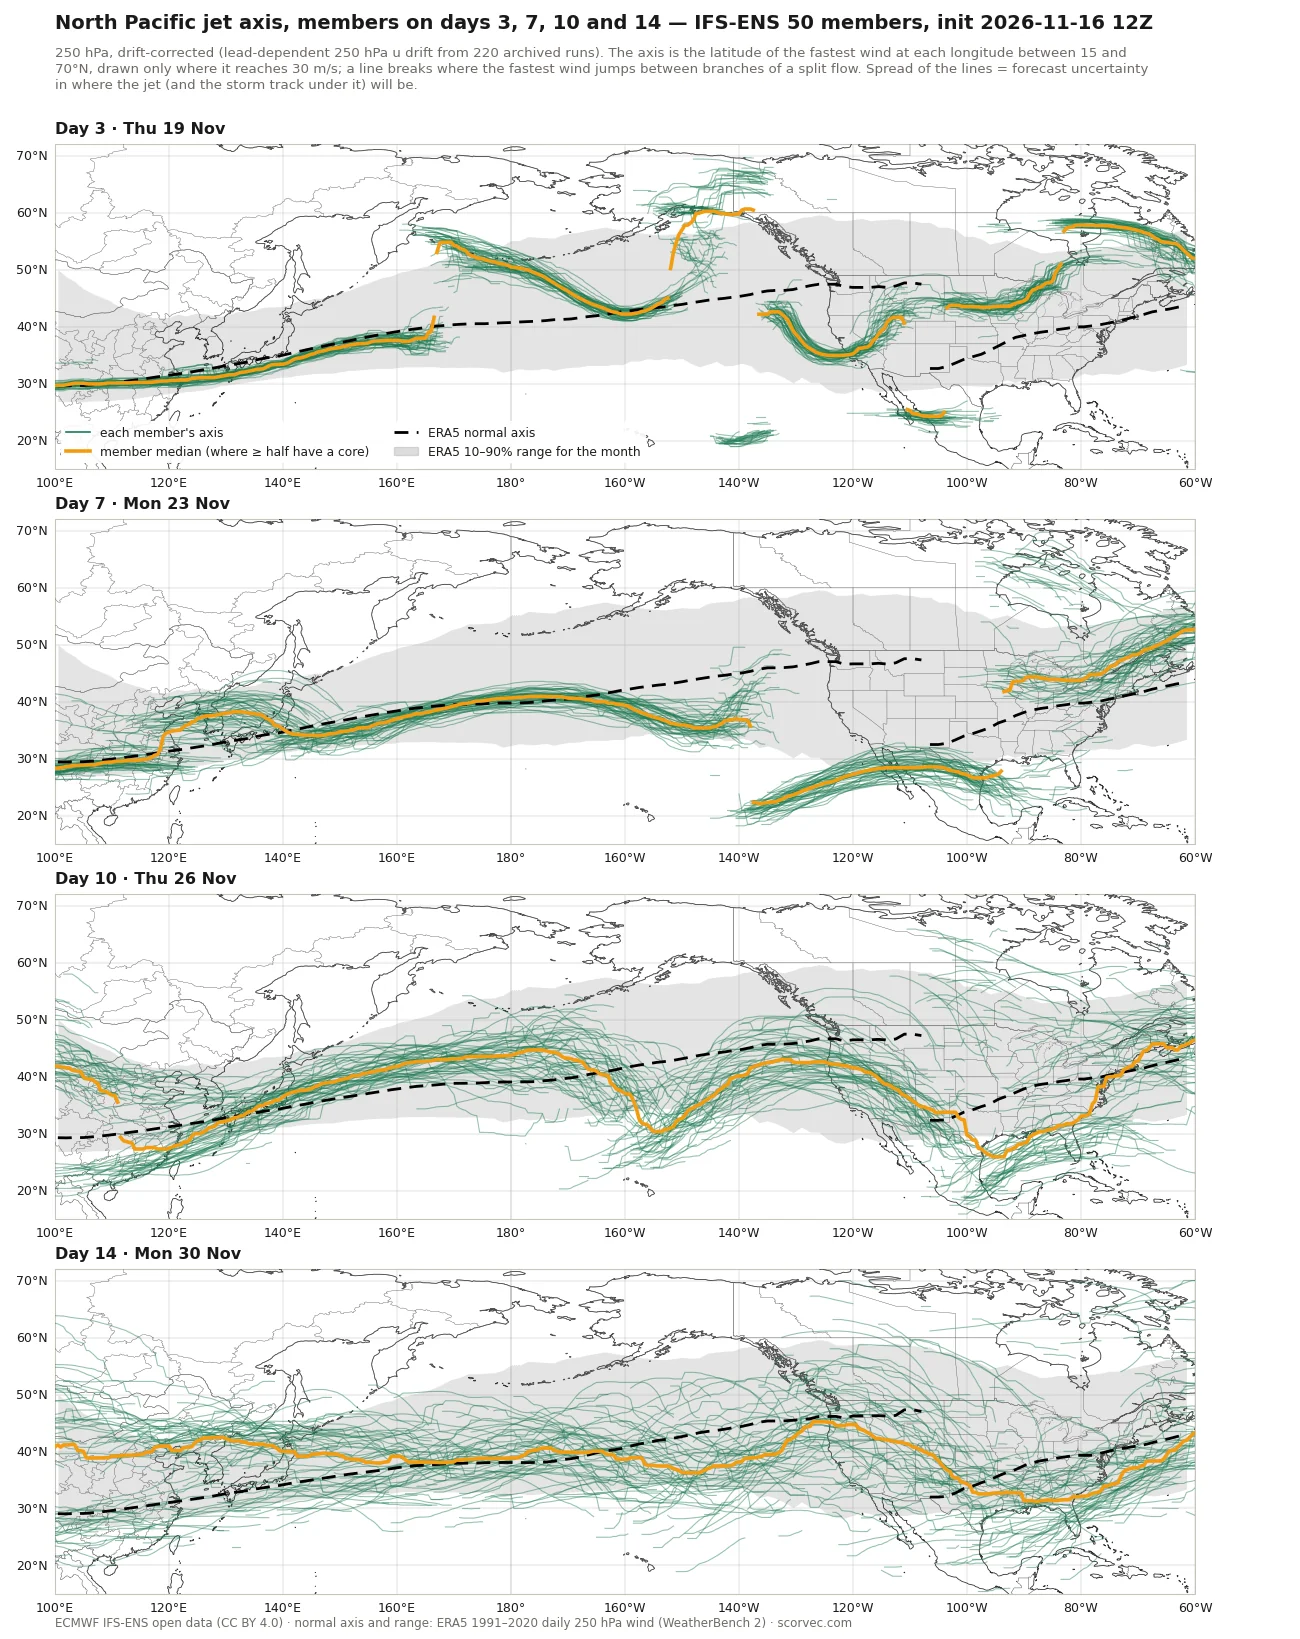 North Pacific jet axis, members on days 3, 7, 10 and 14 — IFS-ENS 50 members, init 2026-11-16 12Z
250 hPa, drift-corrected (lead-dependent 250 hPa u drift from 220 archived runs). The axis is the latitude of the fastest wind at each longitude between 15 and
70°N, drawn only where it reaches 30 m/s; a line breaks where the fastest wind jumps between branches of a split flow. Spread of the lines = forecast uncertainty
in where the jet (and the storm track under it) will be.
Day 3 · Thu 19 Nov
70°N
60°N
50°N
40°N
30°N
20°N
each member's axis
member median (where ≥ half have a core)
ERA5 normal axis
ERA5 10–90% range for the month
100°E 120°E 140°E 160°E 180° 160°W 140°W 120°W 100°W 80°W 60°W
Day 7 · Mon 23 Nov
70°N
60°N
50°N
40°N
30°N
20°N
100°E 120°E 140°E 160°E 180° 160°W 140°W 120°W 100°W 80°W 60°W
Day 10 · Thu 26 Nov
70°N
60°N
50°N
40°N
30°N
20°N
100°E 120°E 140°E 160°E 180° 160°W 140°W 120°W 100°W 80°W 60°W
Day 14 · Mon 30 Nov
70°N
60°N
50°N
40°N
30°N
20°N
100°E 120°E 140°E 160°E 180° 160°W 140°W 120°W 100°W 80°W 60°W
ECMWF IFS-ENS open data (CC BY 4.0) · normal axis and range: ERA5 1991–2020 daily 250 hPa wind (WeatherBench 2) · scorvec.com